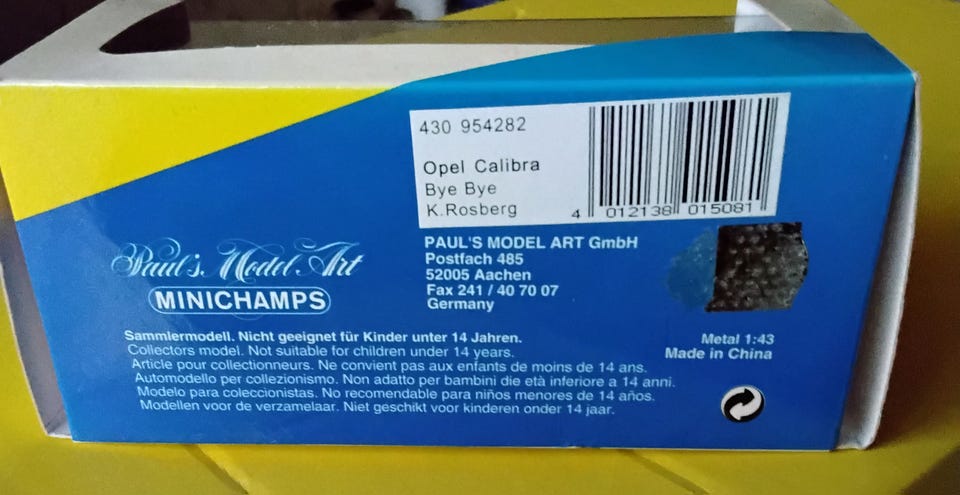 430 954282
Opel Calibra
Bye Bye
K.Rosberg
4 012138 015081
Paul's Model Art
MINICHAMPS
PAUL'S MODEL ART GmbH
Postfach 485
52005 Aachen
Fax 241 / 40 70 07
Germany
Sammlermodell. Nicht geeignet für Kinder unter 14 Jahren.
Collectors model. Not suitable for children under 14 years.
Article pour collectionneurs. Ne convient pas aux enfants de moins de 14 ans.
Automodello per collezionismo. Non adatto per bambini die età inferiore a 14 anni.
Modelo para coleccionistas. No recomendable para niños menores de 14 años.
Modellen voor de verzamelaar. Niet geschikt voor kinderen onder 14 jaar.
Metal 1:43
Made in China